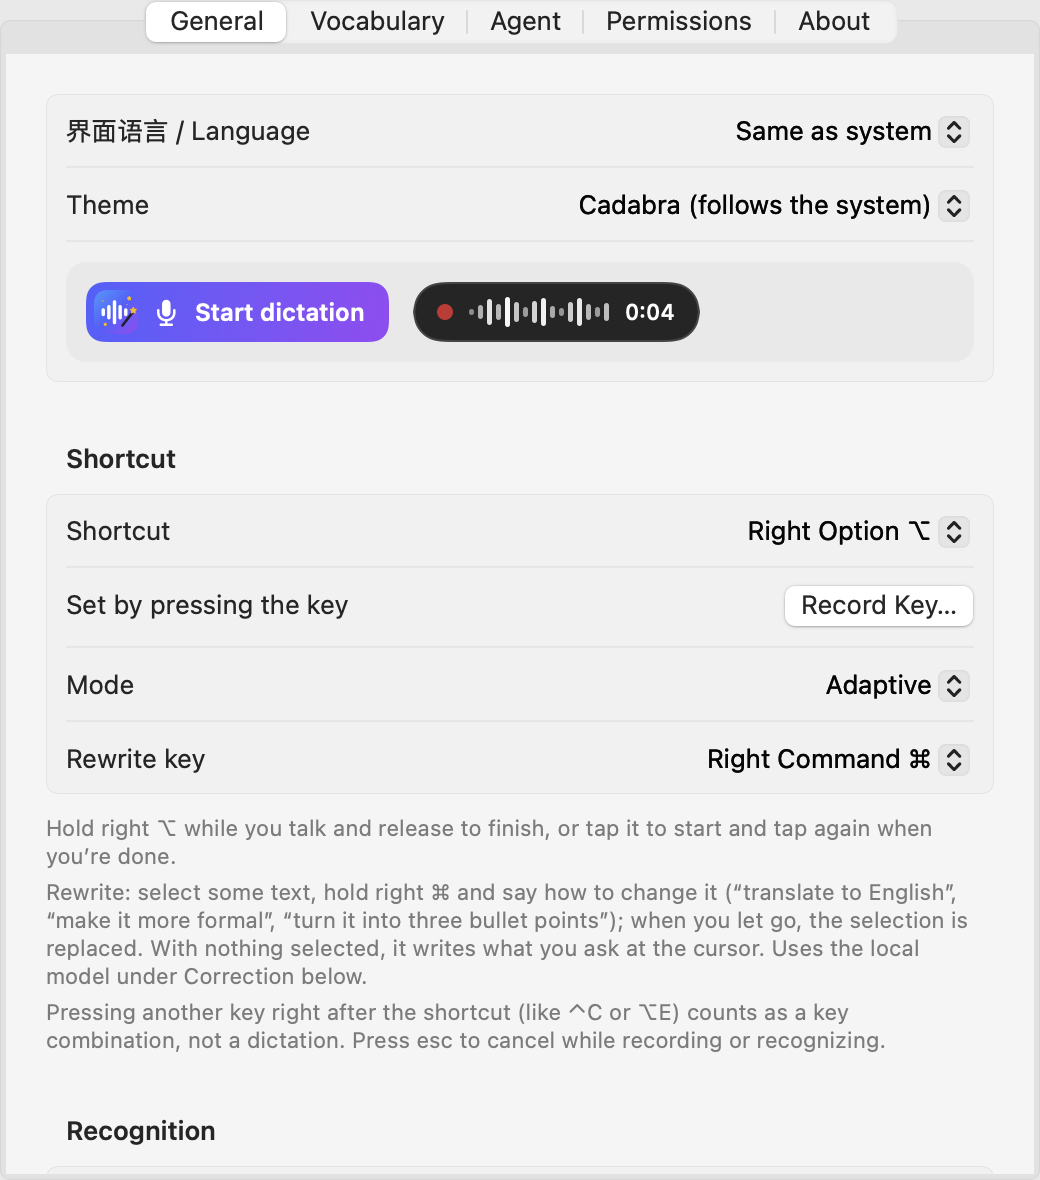 General
Vocabulary
Agent
Permissions
About
界面语言 / Language
Same as system
Theme
Cadabra (follows the system)
Start dictation
0:04
Shortcut
Shortcut
Right Option ⌥
Set by pressing the key
Record Key...
Mode
Adaptive
Rewrite key
Right Command ⌘
Hold right ⌥ while you talk and release to finish, or tap it to start and tap again when
you’re done.
Rewrite: select some text, hold right ⌘ and say how to change it (“translate to English”,
“make it more formal”, “turn it into three bullet points”); when you let go, the selection is
replaced. With nothing selected, it writes what you ask at the cursor. Uses the local
model under Correction below.
Pressing another key right after the shortcut (like ^C or ⌥E) counts as a key
combination, not a dictation. Press esc to cancel while recording or recognizing.
Recognition